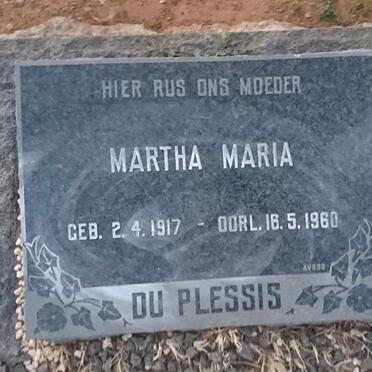 HIER RUS ONS MOEDER
MARTHA MARIA
GEB. 2.4.1917 - OORL. 16.5.1960
DU PLESSIS